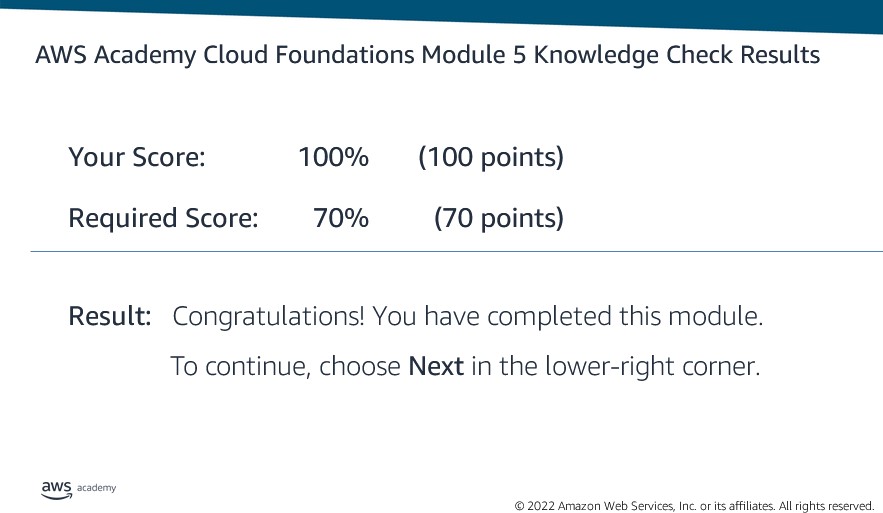 AWS Academy Cloud Foundations Module 5 Knowledge Check Results
Your Score: 100% (100 points)
Required Score: 70% (70 points)
Result: Congratulations! You have completed this module.
To continue, choose Next in the lower-right corner.
aws academy
© 2022 Amazon Web Services, Inc. or its affiliates. All rights reserved.